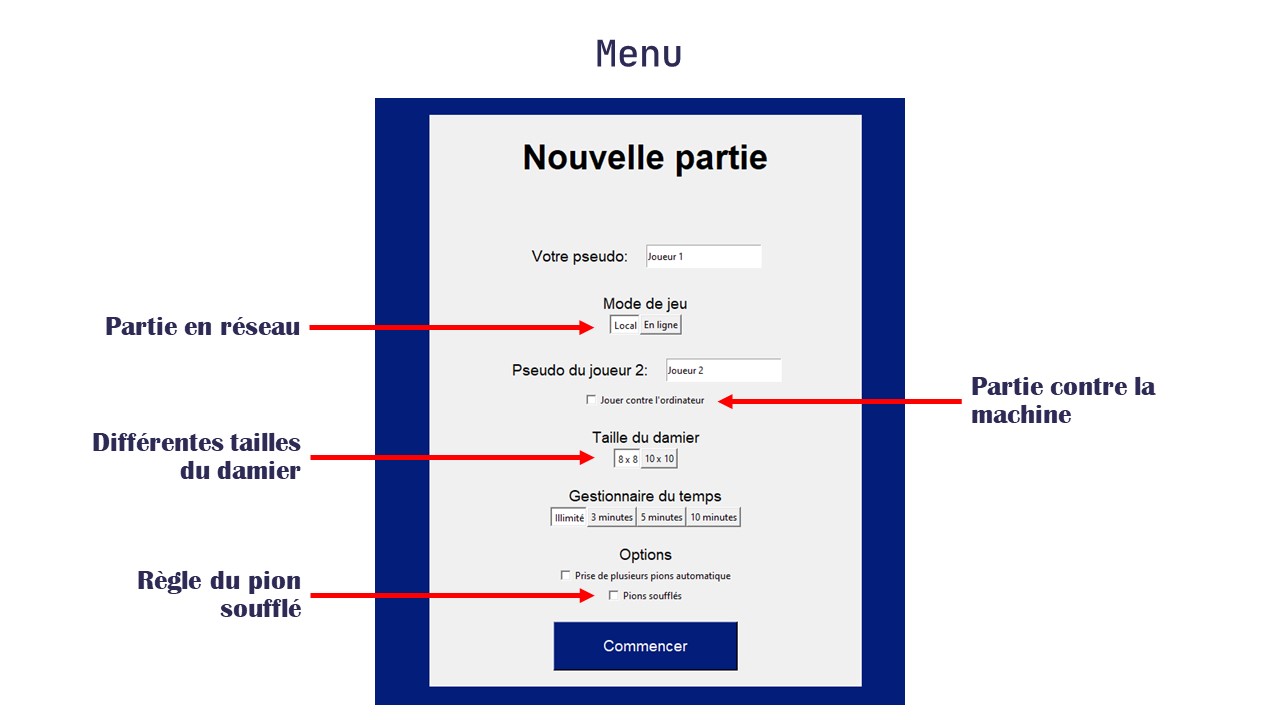 Menu
Nouvelle partie
Votre pseudo: Joueur 1
Mode de jeu
Local En ligne
Partie en réseau
Pseudo du joueur 2: Joueur 2
Jouer contre l'ordinateur
Partie contre la
machine
Taille du damier
8 x 8 10 x 10
Différentes tailles
du damier
Gestionnaire du temps
Illimité 3 minutes 5 minutes 10 minutes
Options
Prise de plusieurs pions automatique
Pions soufflés
Règle du pion
soufflé
Commencer